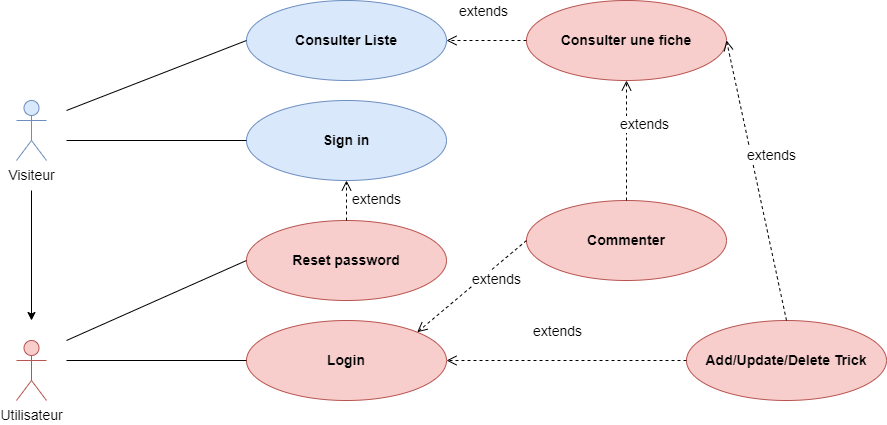 extends
Consulter Liste
Consulter une fiche
extends
Sign in
extends
Visiteur
extends
Commenter
Reset password
extends
extends
Login
Add/Update/Delete Trick
Utilisateur